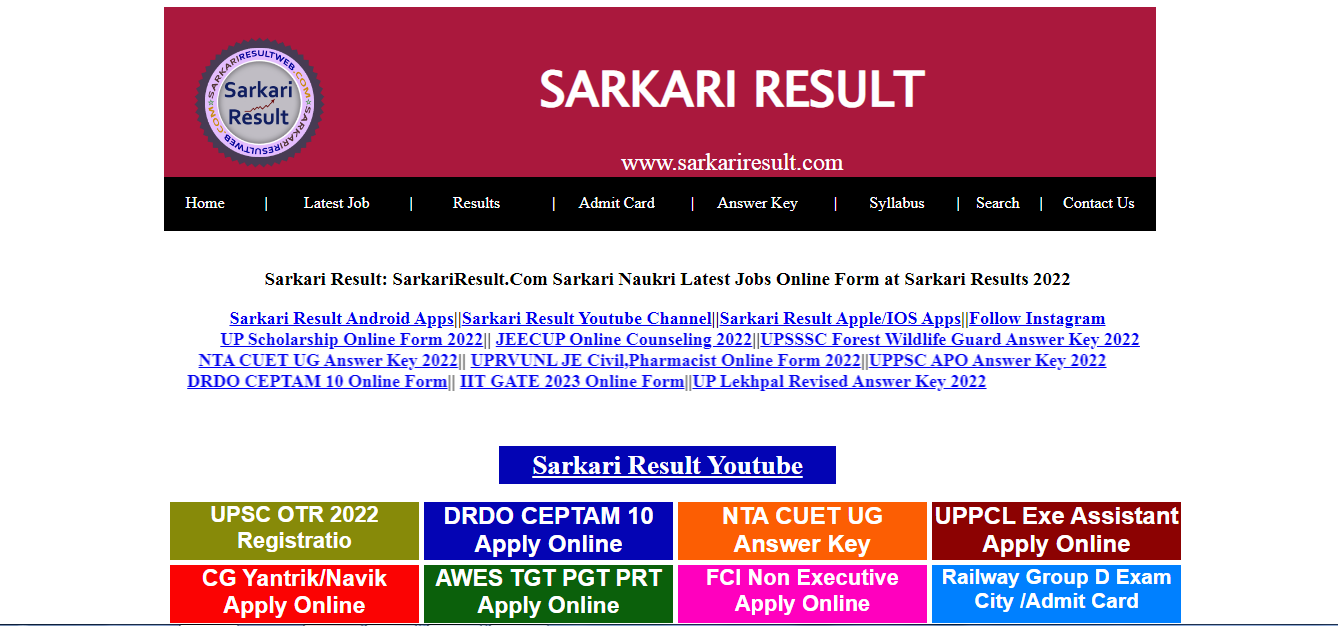 SARKARIRESULTWEB.COM
Sarkari
Result
SARKARIRESULTWEB.COM
SARKARI RESULT
www.sarkariresult.com
Home | Latest Job | Results | Admit Card | Answer Key | Syllabus | Search | Contact Us
Sarkari Result: SarkariResult.Com Sarkari Naukri Latest Jobs Online Form at Sarkari Results 2022
Sarkari Result Android Apps||Sarkari Result Youtube Channel||Sarkari Result Apple/IOS Apps||Follow Instagram
UP Scholarship Online Form 2022|| JEECUP Online Counseling 2022||UPSSSC Forest Wildlife Guard Answer Key 2022
NTA CUET UG Answer Key 2022|| UPRVUNL JE Civil,Pharmacist Online Form 2022||UPPSC APO Answer Key 2022
DRDO CEPTAM 10 Online Form|| IIT GATE 2023 Online Form||UP Lekhpal Revised Answer Key 2022
Sarkari Result Youtube
UPSC OTR 2022
Registratio
DRDO CEPTAM 10
Apply Online
NTA CUET UG
Answer Key
UPPCL Exe Assistant
Apply Online
CG Yantrik/Navik
Apply Online
AWES TGT PGT PRT
Apply Online
FCI Non Executive
Apply Online
Railway Group D Exam
City /Admit Card